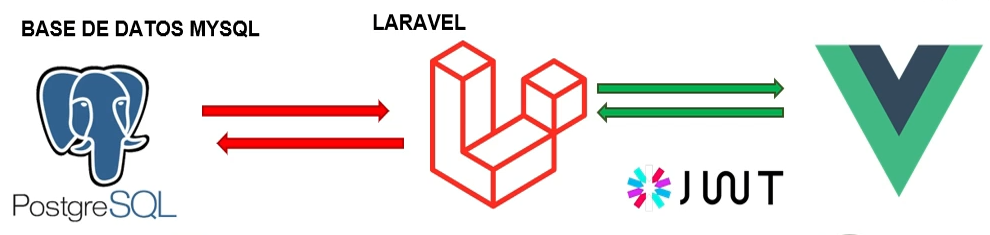 BASE DE DATOS MYSQL
LARAVEL
PostgreSQL
JWT